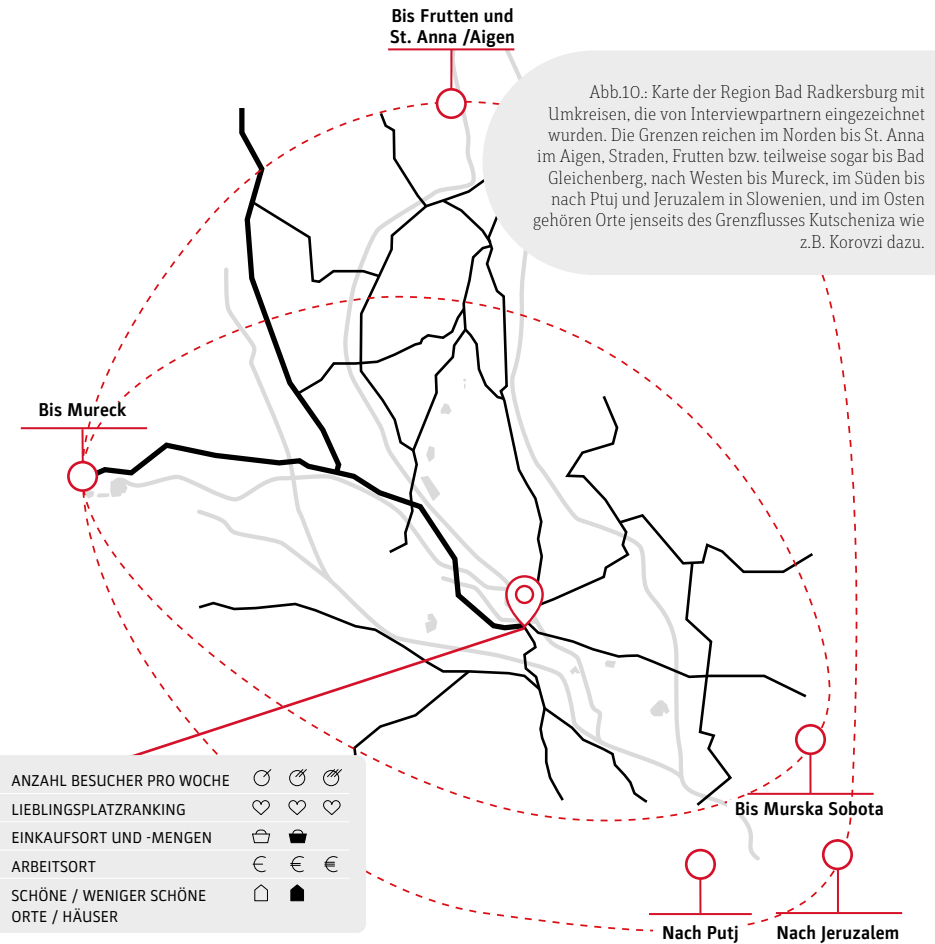 Bis Frutten und
St. Anna /Aigen
Abb.10.: Karte der Region Bad Radkersburg mit
Umkreisen, die von Interviewpartnern eingezeichnet
wurden. Die Grenzen reichen im Norden bis St. Anna
im Aigen, Straden, Frutten bzw. teilweise sogar bis Bad
Gleichenberg, nach Westen bis Mureck, im Süden bis
nach Ptuj und Jeruzalem in Slowenien, und im Osten
gehören Orte jenseits des Grenzflusses Kutscheniza wie
z.B. Korovzi dazu.
Bis Mureck
ANZAHL BESUCHER PRO WOCHE
LIEBLINGSPLATZRANKING
EINKAUFSORT UND -MENGEN
ARBEITSORT € € €
SCHÖNE / WENIGER SCHÖNE
ORTE / HÄUSER
Bis Murska Sobota
Nach Putj
Nach Jeruzalem